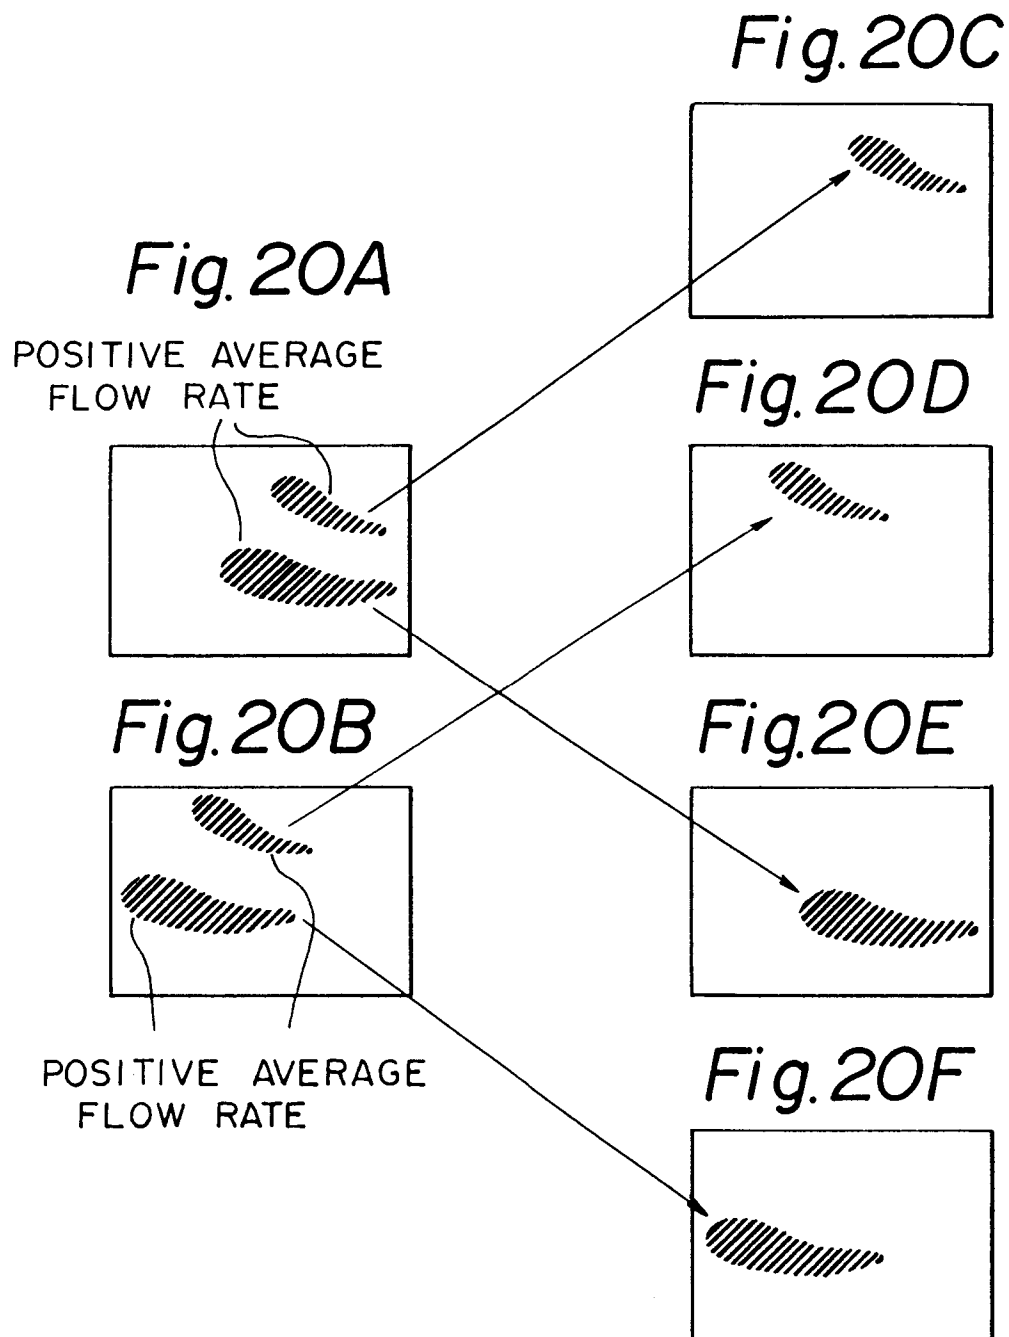 Fig. 20C
Fig. 20A
POSITIVE AVERAGE
FLOW RATE
Fig. 20D
Fig. 20B
Fig. 20E
POSITIVE AVERAGE
FLOW RATE
Fig. 20F